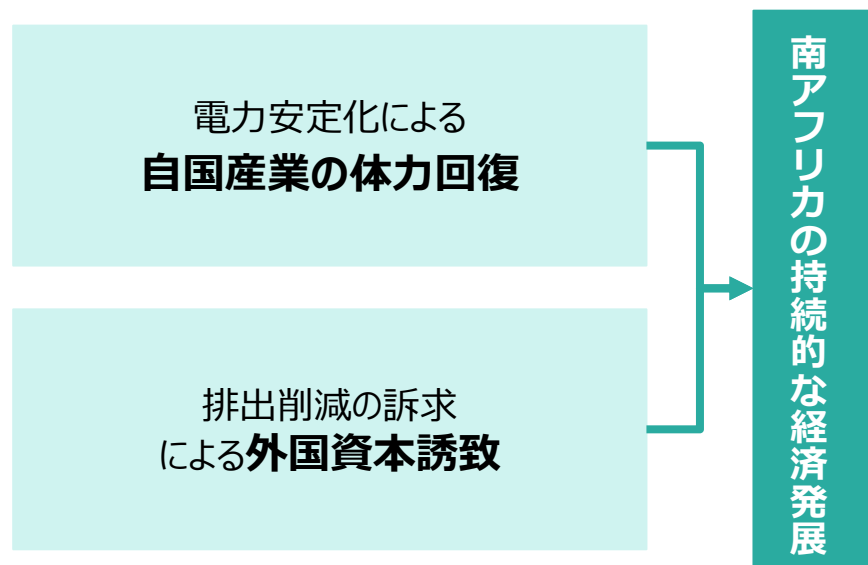 電力安定化による
自国産業の体力回復
排出削減の訴求
による外国資本誘致
南アフリカの持続的な経済発展